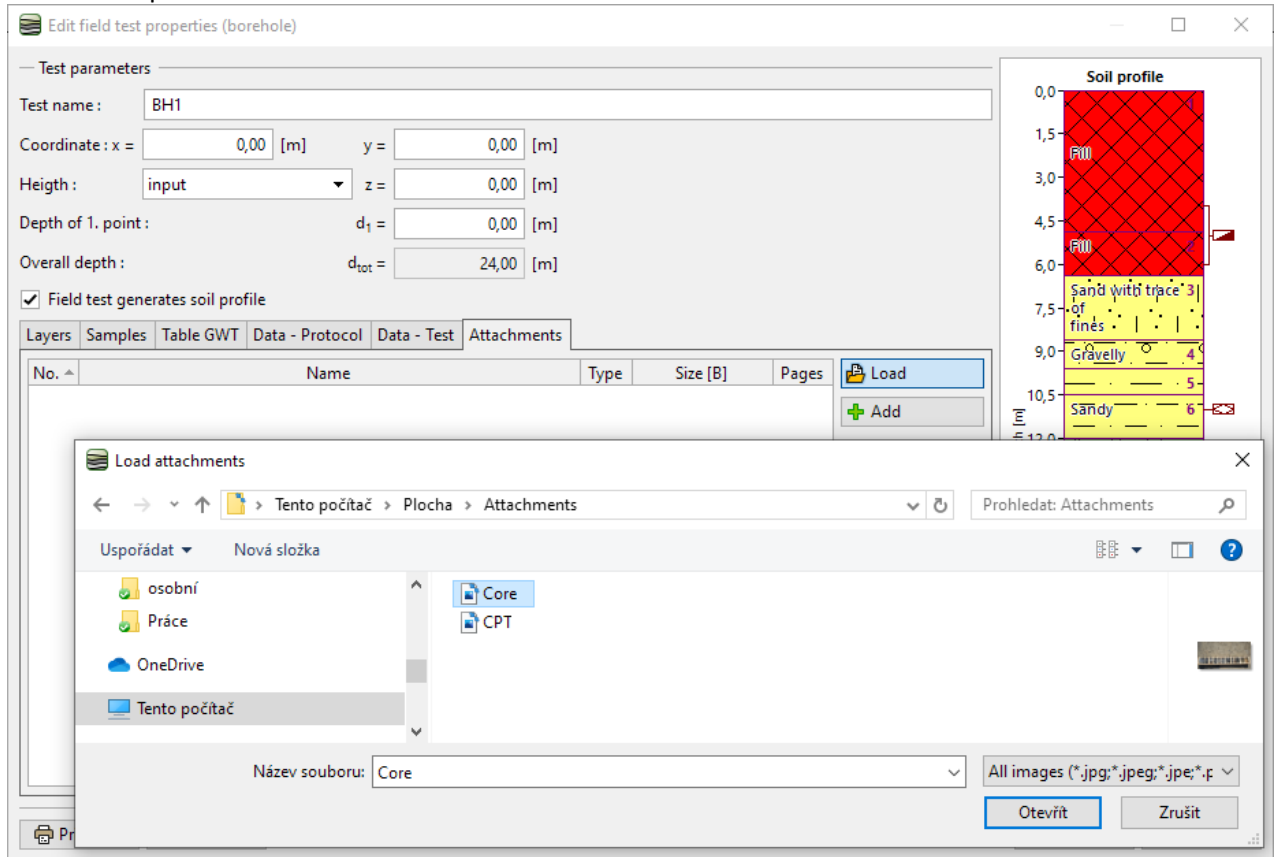 Edit field test properties (borehole)
Test parameters
Test name : BH1
Coordinate : x = 0,00 [m] y = 0,00 [m]
Heigth : input z = 0,00 [m]
Depth of 1. point : d1 = 0,00 [m]
Overall depth : dtot = 24,00 [m]
Field test generates soil profile
Layers Samples Table GWT Data - Protocol Data - Test Attachments
No. Name Type Size [B] Pages
Load
Add
Soil profile
0,0
1
1,5
Fill
3,0
4,5
Fill 2
6,0
Sand with trace 3
of
7,5
fines
9,0
Gravelly 4
5
10,5
Sandy 6
[m]
12,0
Load attachments
Tento počítač > Plocha > Attachments
Prohledat: Attachments
Uspořádat Nová složka
osobní
Práce
OneDrive
Tento počítač
Core
CPT
Název souboru: Core
All images (*.jpg;*.jpeg;*.jpe;*.p
Otevřít Zrušit
Pr